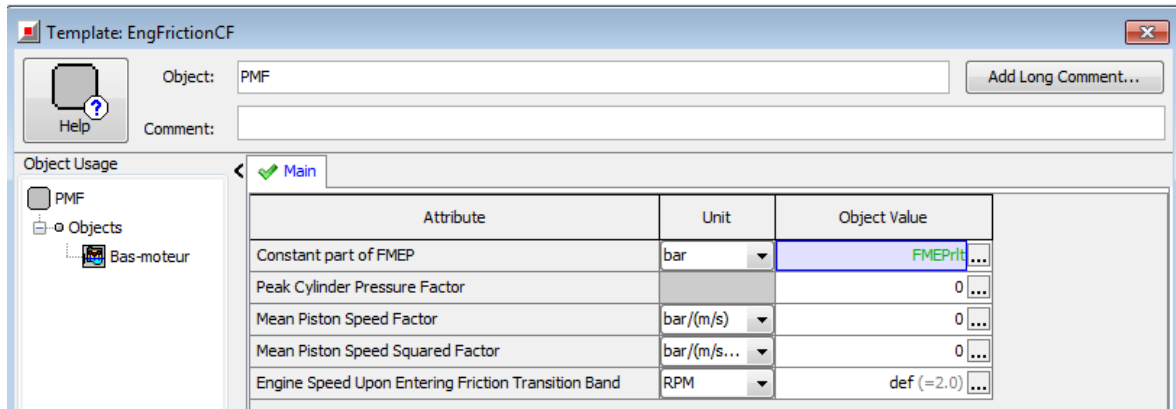 Template: EngFrictionCF
Help
Object: PMF
Add Long Comment...
Comment:
Object Usage
PMF
Objects
Bas-moteur
Main
Attribute Unit Object Value
Constant part of FMEP bar FMEPrlt ...
Peak Cylinder Pressure Factor 0 ...
Mean Piston Speed Factor bar/(m/s) 0 ...
Mean Piston Speed Squared Factor bar/(m/s... 0 ...
Engine Speed Upon Entering Friction Transition Band RPM def (=2.0) ...